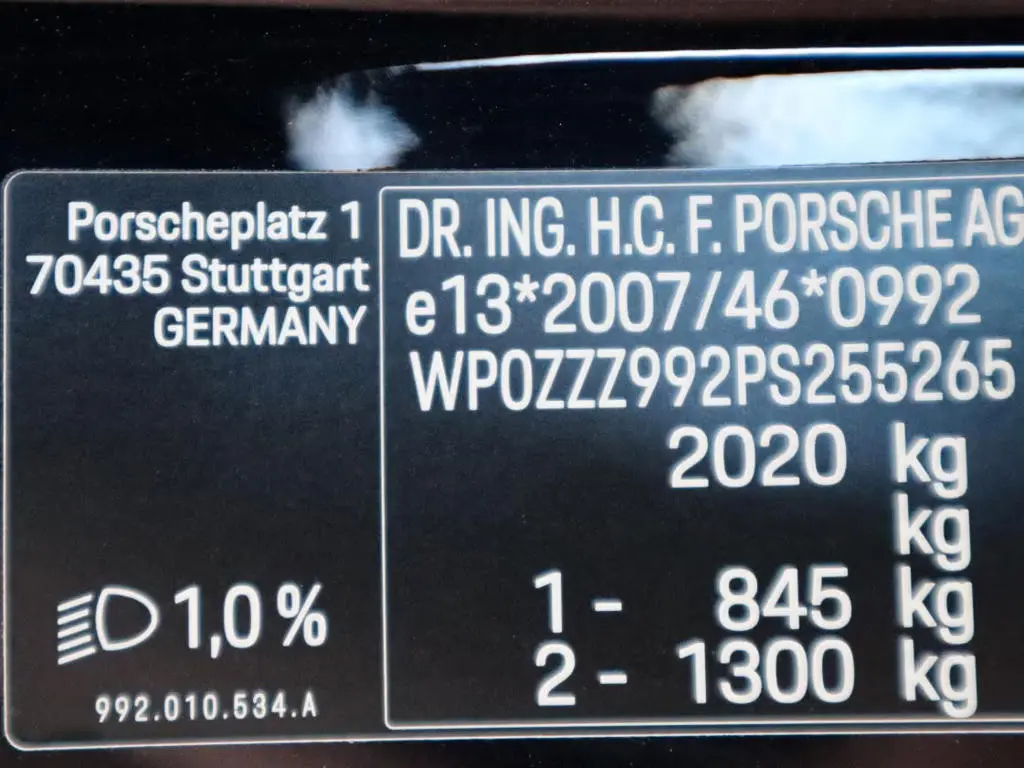 Porscheplatz 1
70435 Stuttgart
GERMANY
DR. ING. H.C. F. PORSCHE AG
e13*2007/46*0992
WP0ZZZ992PS255265
2020 kg
kg
1 - 845 kg
2 - 1300 kg
1,0 %
992.010.534.A